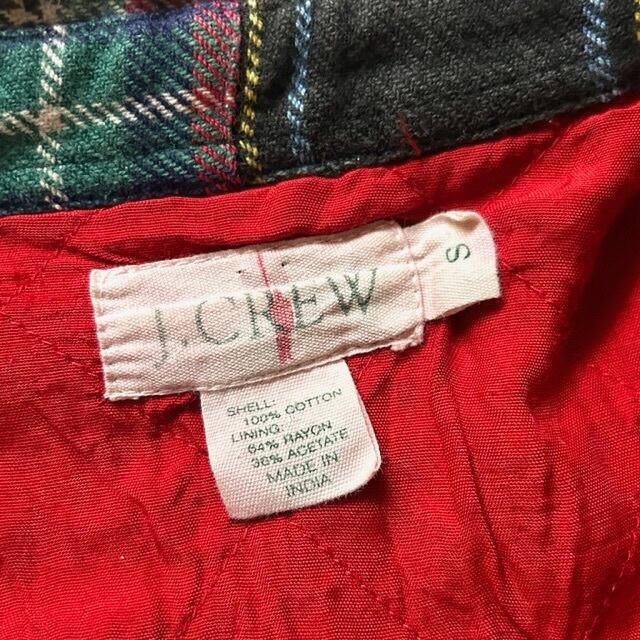 J.CREW
S
SHELL:
100% COTTON
LINING:
64% RAYON
36% ACETATE
MADE IN
INDIA